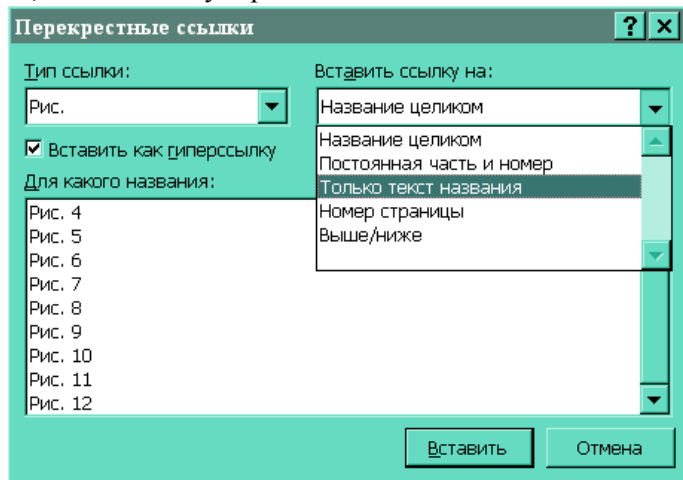 Перекрестные ссылки
Тип ссылки:
Вставить ссылку на:
Рис.
Название целиком
Вставить как гиперссылку
Название целиком
Постоянная часть и номер
Только текст названия
Номер страницы
Выше/ниже
Для какого названия:
Рис. 4
Рис. 5
Рис. 6
Рис. 7
Рис. 8
Рис. 9
Рис. 10
Рис. 11
Рис. 12
Вставить
Отмена